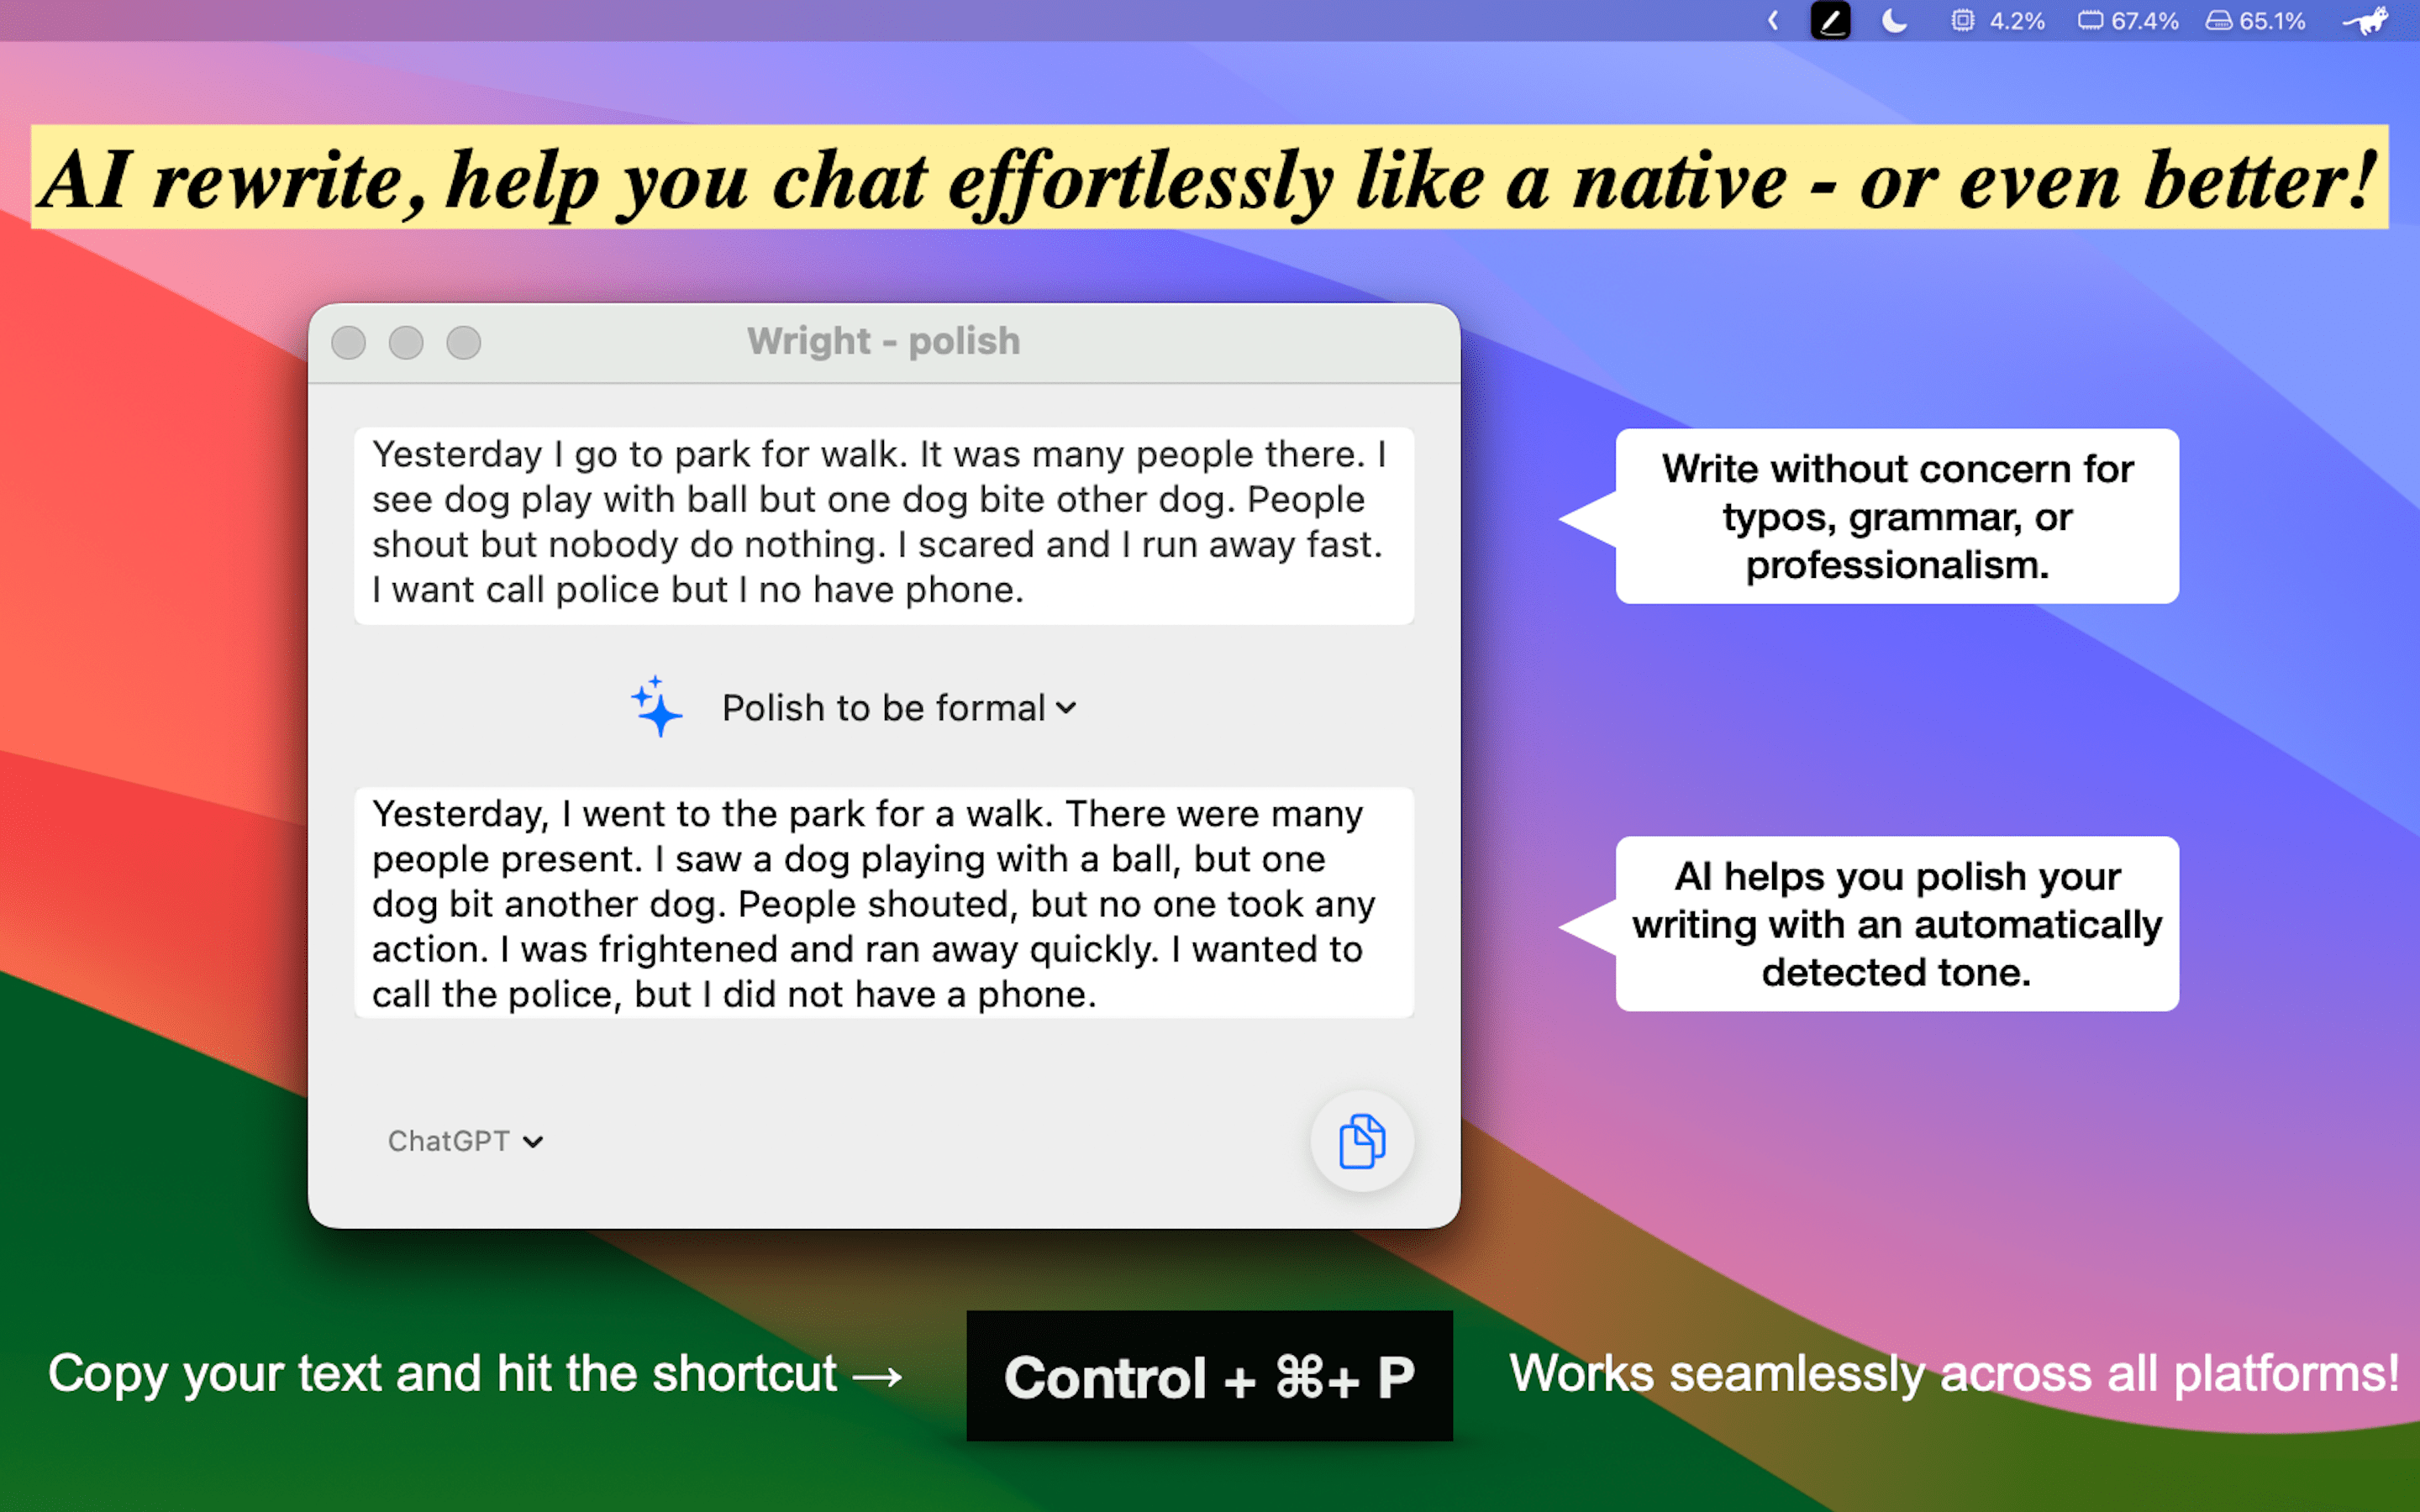 4.2% 67.4% 65.1%
AI rewrite, help you chat effortlessly like a native - or even better!
Wright - polish
Yesterday I go to park for walk. It was many people there. I
see dog play with ball but one dog bite other dog. People
shout but nobody do nothing. I scared and I run away fast.
I want call police but I no have phone.
Write without concern for
typos, grammar, or
professionalism.
Polish to be formal
Yesterday, I went to the park for a walk. There were many
people present. I saw a dog playing with a ball, but one
dog bit another dog. People shouted, but no one took any
action. I was frightened and ran away quickly. I wanted to
call the police, but I did not have a phone.
AI helps you polish your
writing with an automatically
detected tone.
ChatGPT
Copy your text and hit the shortcut → Control + ⌘+ P Works seamlessly across all platforms!